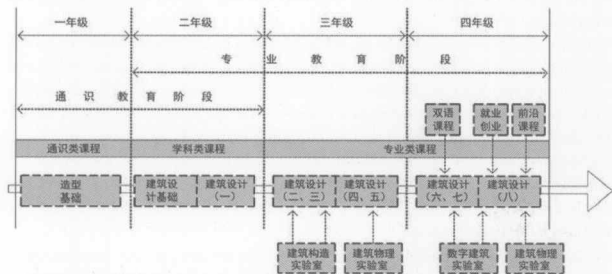 一年级 二年级 三年级 四年级
专业教育阶段
通识教育阶段
双语
课程
就业
创业
前沿
课程
通识类课程 学科类课程 专业类课程
造型
基础
建筑设
计基础
建筑设计
（一）
建筑设计
（二、三）
建筑设计
（四、五）
建筑设计
（六、七）
建筑设计
（八）
建筑构造
实验室
建筑物理
实验室
数字建筑
实验室
建筑物理
实验室